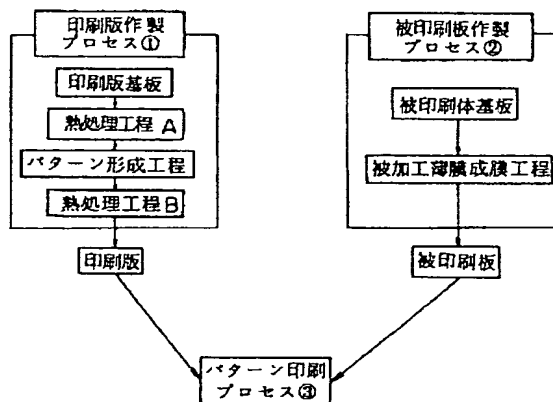 印刷版作製
プロセス①
印刷版基板
熱処理工程A
パターン形成工程
熱処理工程B
印刷版
被印刷板作製
プロセス②
被印刷体基板
被加工薄膜成膜工程
被印刷板
パターン印刷
プロセス③